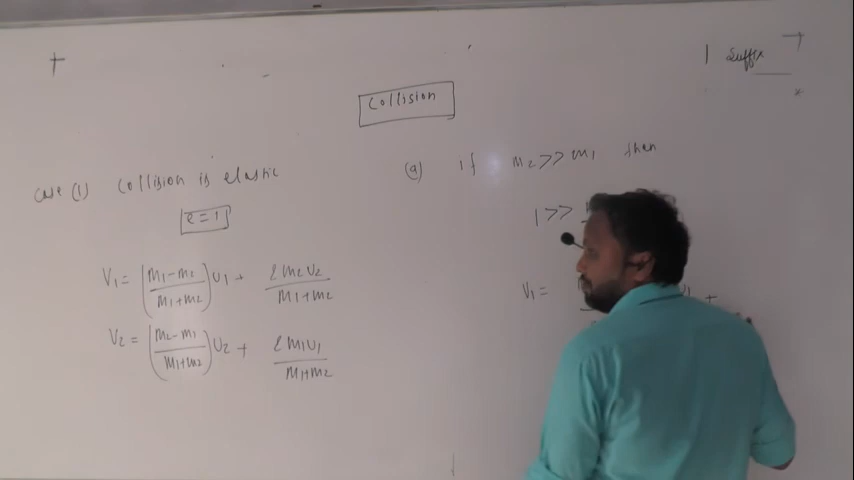 Suffix
Collision
Case (1) Collision is elastic
e = 1
V₁ = ((m₁ - m₂)/(m₁ + m₂)) U₁ + 2m₂U₂/(m₁ + m₂)
V₂ = ((m₂ - m₁)/(m₁ + m₂)) U₂ + 2m₁U₁/(m₁ + m₂)
(a) if m₂ >> m₁ then
1 >>
V₁ = U₁ +